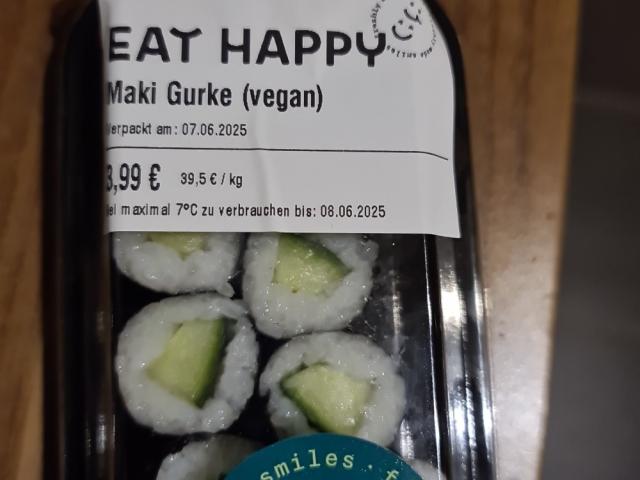 EAT HAPPY
Maki Gurke (vegan)
Verpackt am: 07.06.2025
3,99 € 39,5 € / kg
Bei maximal 7°C zu verbrauchen bis: 08.06.2025
smiles ·